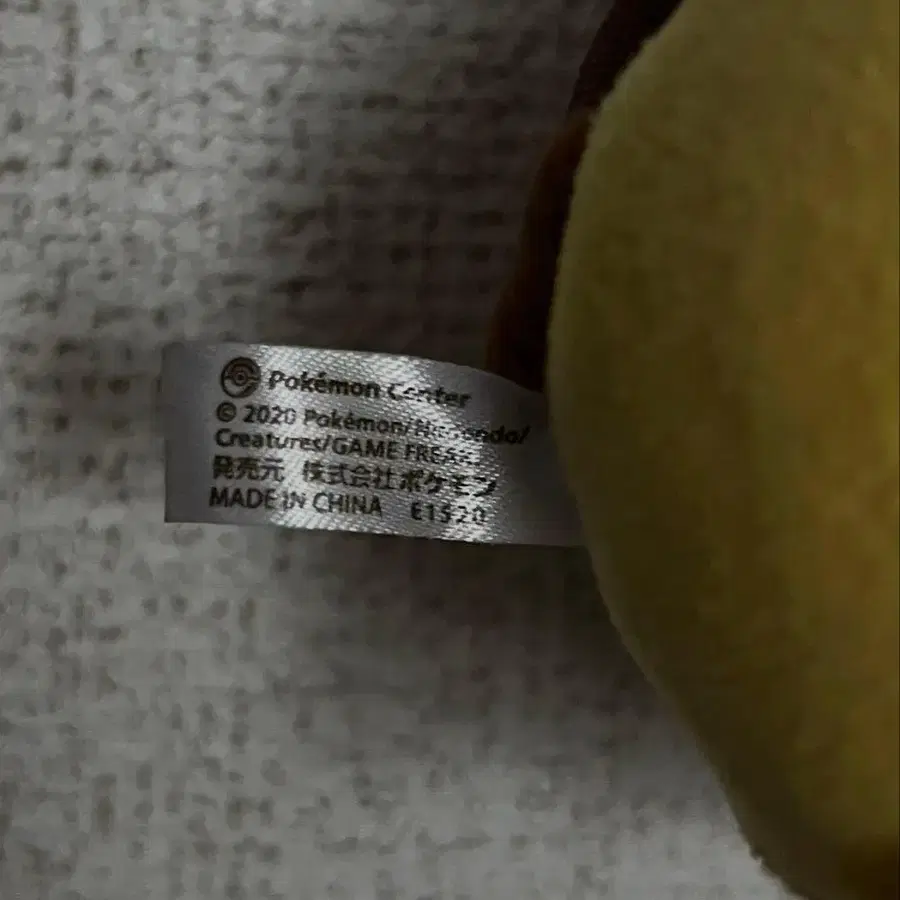 Pokémon Center
© 2020 Pokémon/Nintendo/
Creatures/GAME FREAK
発売元 株式会社ポケモン
MADE IN CHINA E1520